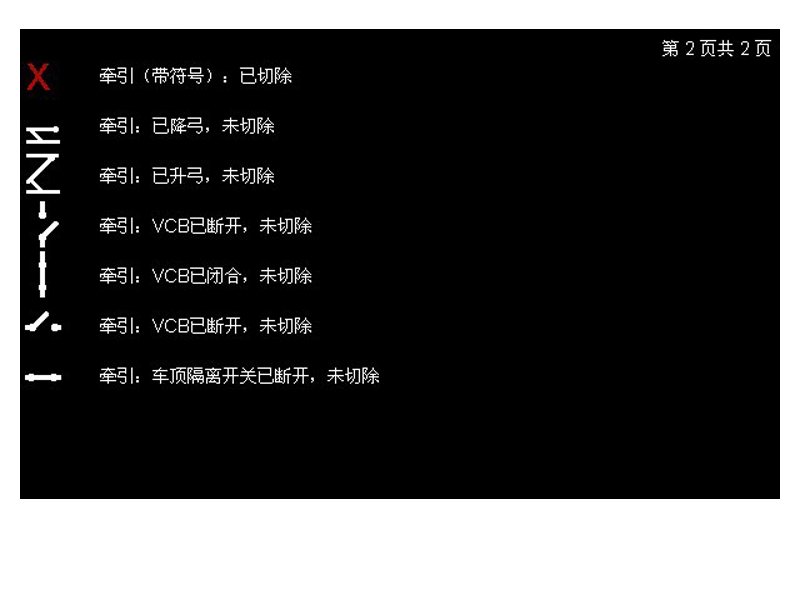 第 2 页共 2 页
X 牵引（带符号）：已切除
牵引：已降弓，未切除
牵引：已升弓，未切除
牵引：VCB已断开，未切除
牵引：VCB已闭合，未切除
牵引：VCB已断开，未切除
牵引：车顶隔离开关已断开，未切除